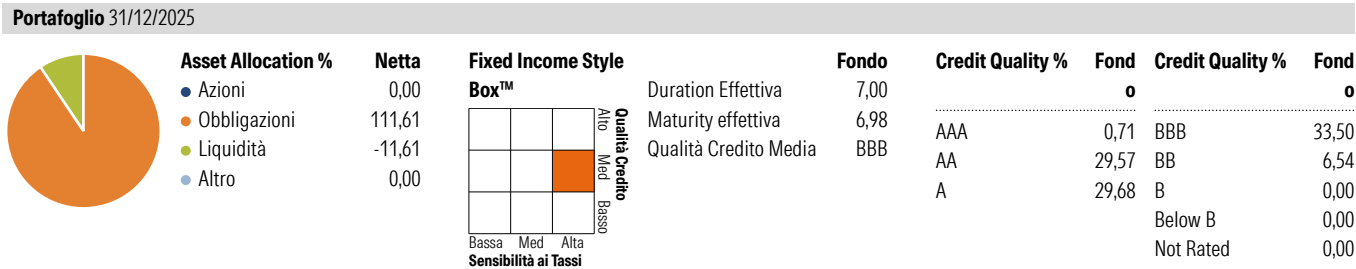 Portafoglio 31/12/2025
Asset Allocation % Netta
Azioni 0,00
Obbligazioni 111,61
Liquidità -11,61
Altro 0,00
Fixed Income Style
Box™
Alto
Med
Basso
Qualità Credito
Bassa Med Alta
Sensibilità ai Tassi
Fondo
Duration Effettiva 7,00
Maturity effettiva 6,98
Qualità Credito Media BBB
Credit Quality % Fond
o
AAA 0,71
AA 29,57
A 29,68
Credit Quality % Fond
o
BBB 33,50
BB 6,54
B 0,00
Below B 0,00
Not Rated 0,00